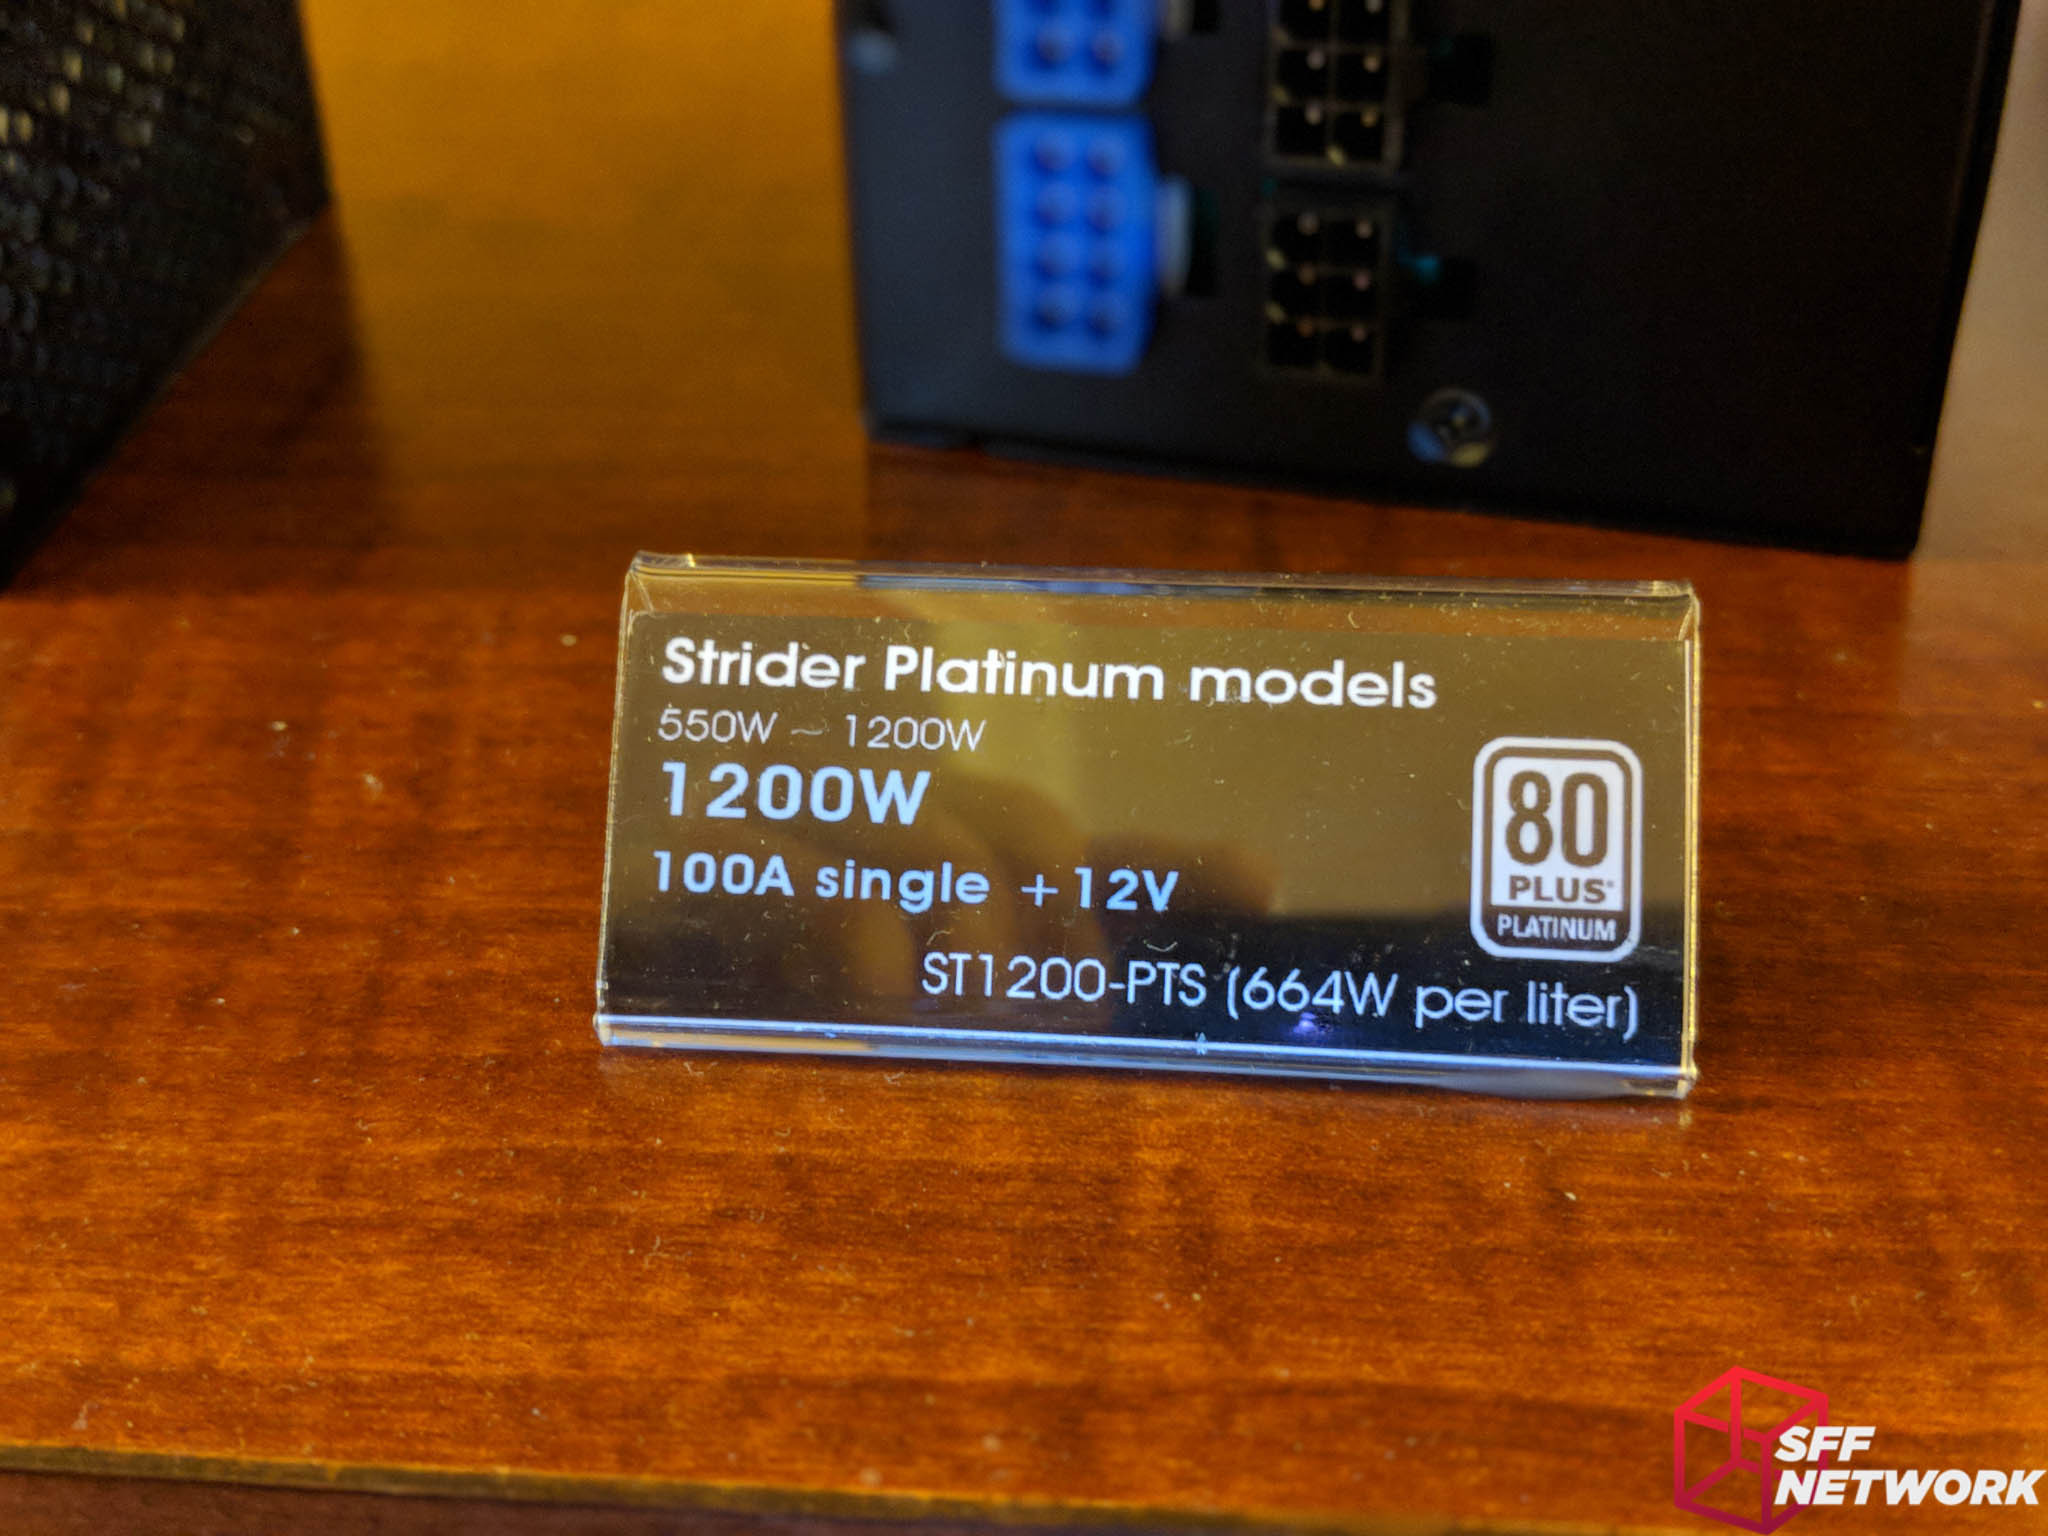 Strider Platinum models
550W ~ 1200W
1200W
100A single +12V
80
PLUS®
PLATINUM
ST1200-PTS (664W per liter)
SFF
NETWORK